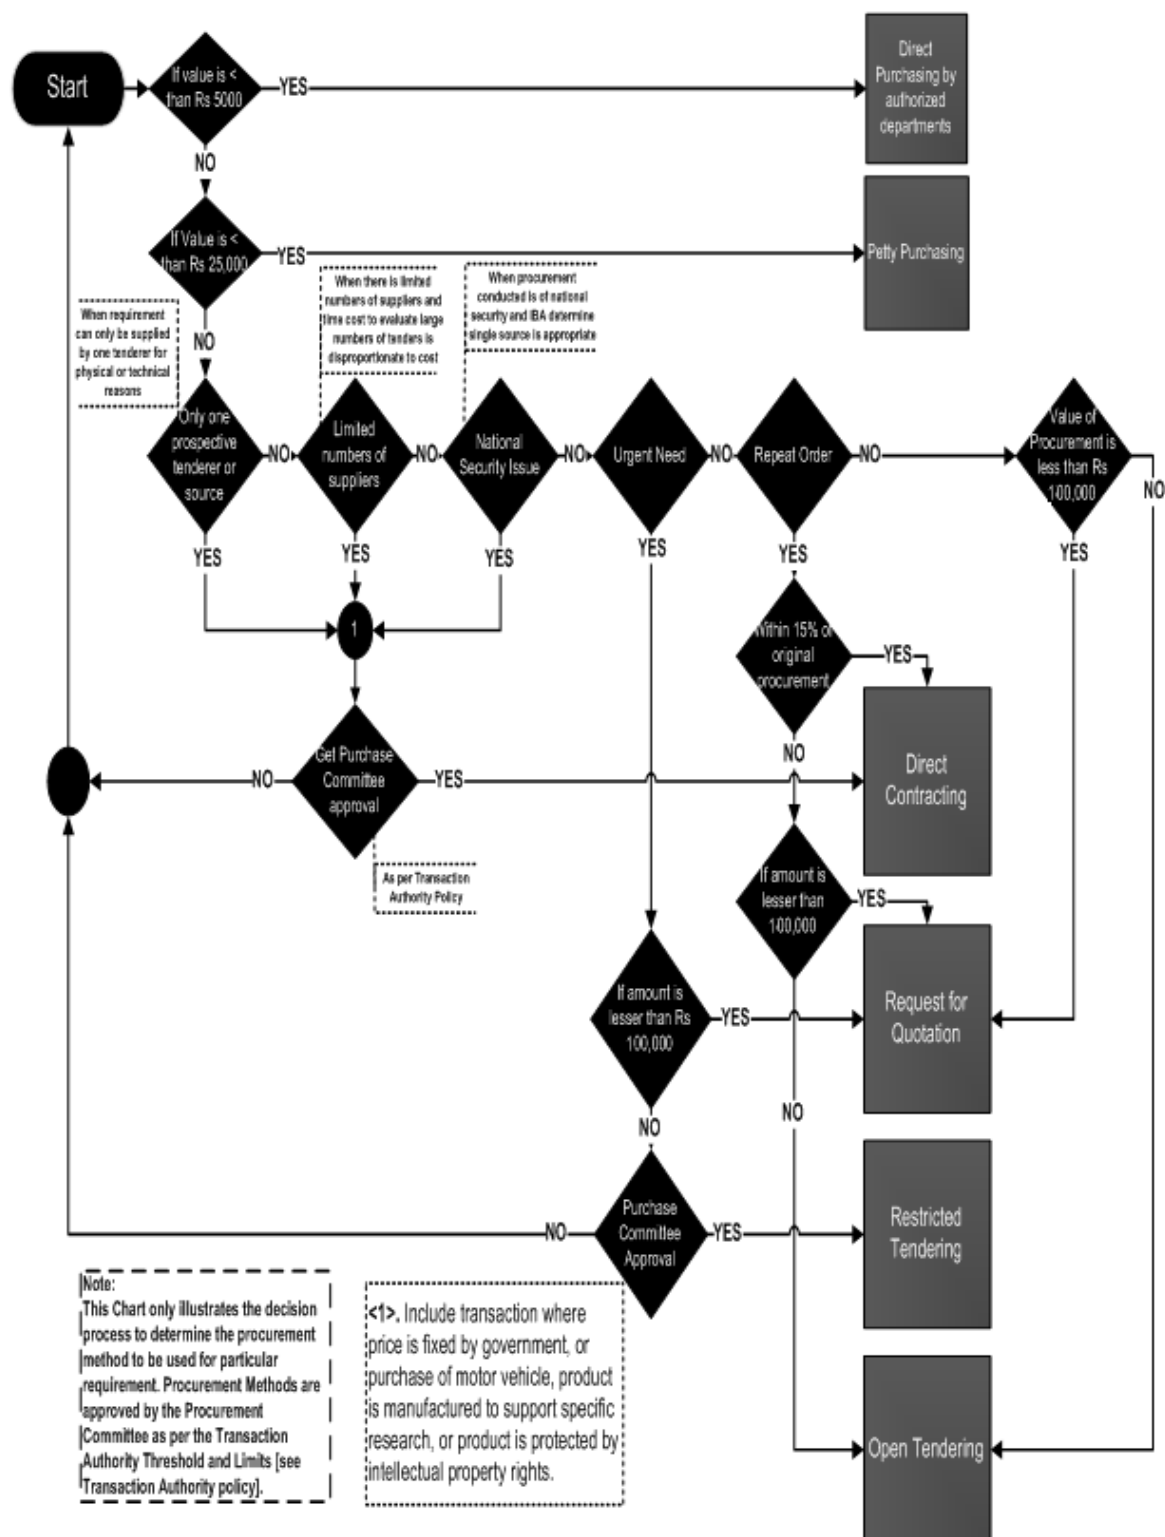 Start
If value is <
than Rs 5000
YES
Direct
Purchasing by
authorized
departments
NO
If Value is <
than Rs 25,000
YES
Petty Purchasing
NO
When requirement
can only be supplied
by one tenderer for
physical or technical
reasons
When there is limited
numbers of suppliers and
time cost to evaluate large
numbers of tenders is
disproportionate to cost
When procurement
conducted is of national
security and IBA determine
single source is appropriate
Only one
prospective
tenderer or
source
NO
Limited
numbers of
suppliers
NO
National
Security Issue
NO
Urgent Need
NO
Repeat Order
NO
Value of
Procurement is
less than Rs
100,000
NO
YES
YES
YES
YES
YES
YES
1
Within 15% of
original
procurement
YES
NO
Direct
Contracting
Get Purchase
Committee
approval
NO
YES
As per Transaction
Authority Policy
If amount is
lesser than
100,000
YES
NO
If amount is
lesser than Rs
100,000
YES
Request for
Quotation
NO
Purchase
Committee
Approval
NO
YES
Restricted
Tendering
Open Tendering
Note:
This Chart only illustrates the decision
process to determine the procurement
method to be used for particular
requirement. Procurement Methods are
approved by the Procurement
Committee as per the Transaction
Authority Threshold and Limits [see
Transaction Authority policy].
<1>. Include transaction where
price is fixed by government, or
purchase of motor vehicle, product
is manufactured to support specific
research, or product is protected by
intellectual property rights.